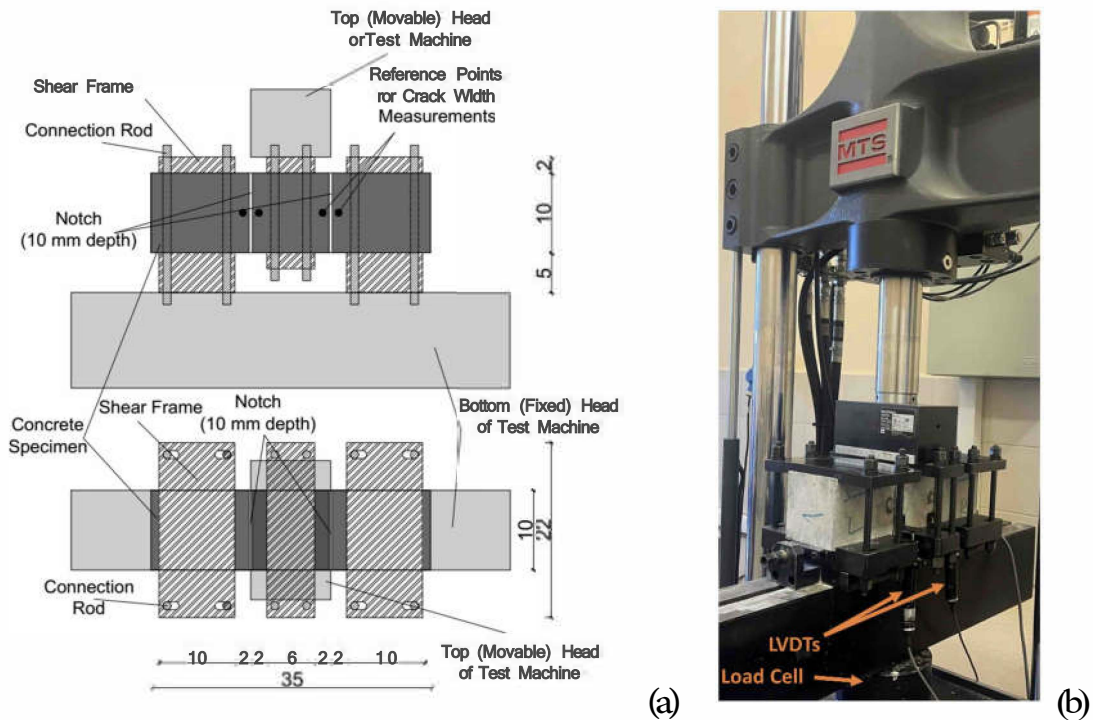 Top (Movable) Head
orTest Machine
Shear Frame
Reference Points
ror Crack Width
Measurements
Connection Rod
Notch
(10 mm depth)
2
10
5
Shear Frame
Notch
(10 mm depth)
Concrete
Specimen
Bottom (Fixed) Head
of Test Machine
10
22
Connection
Rod
10 2 2 6 2 2 10
35
Top (Movable) Head
of Test Machine
(a)
MTS
LVDTs
Load Cell
(b)